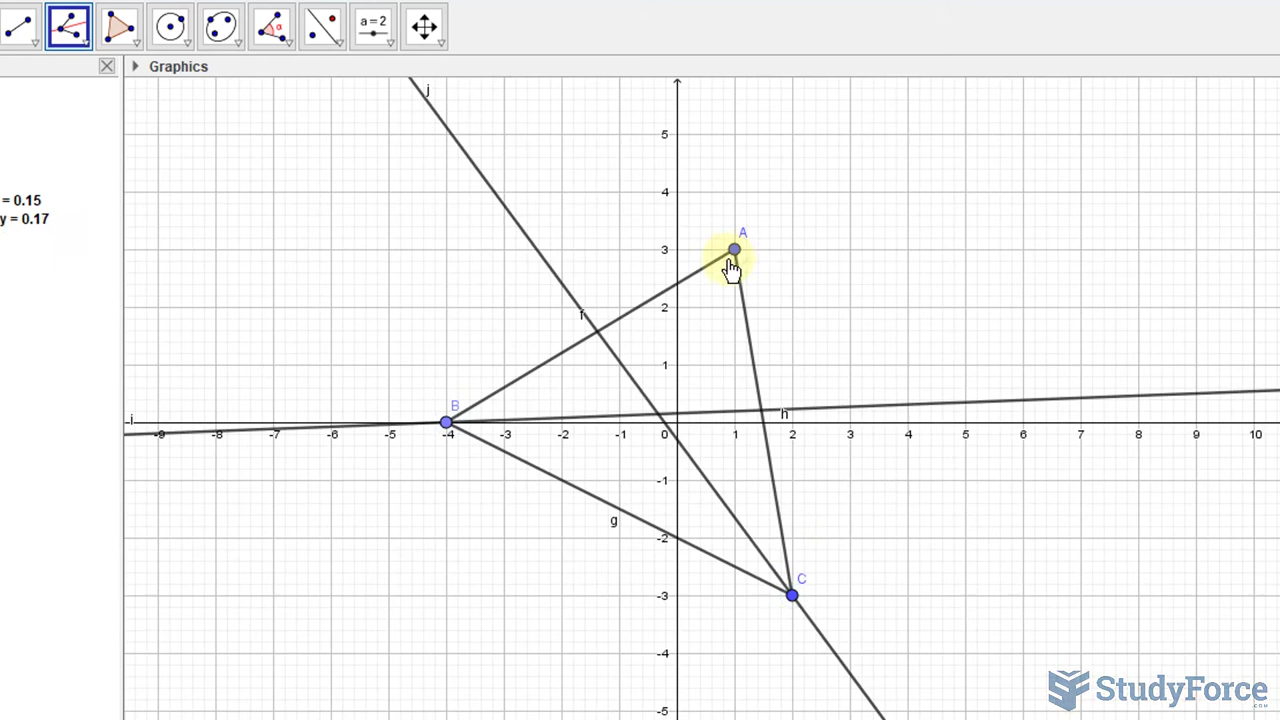 a = 2
Graphics
= 0.15
y = 0.17
j
5
4
A
3
f
2
1
B
i
h
-9 -8 -7 -6 -5 -4 -3 -2 -1 0 1 2 3 4 5 6 7 8 9 10
-1
g
-2
C
-3
-4
-5
StudyForce
.COM